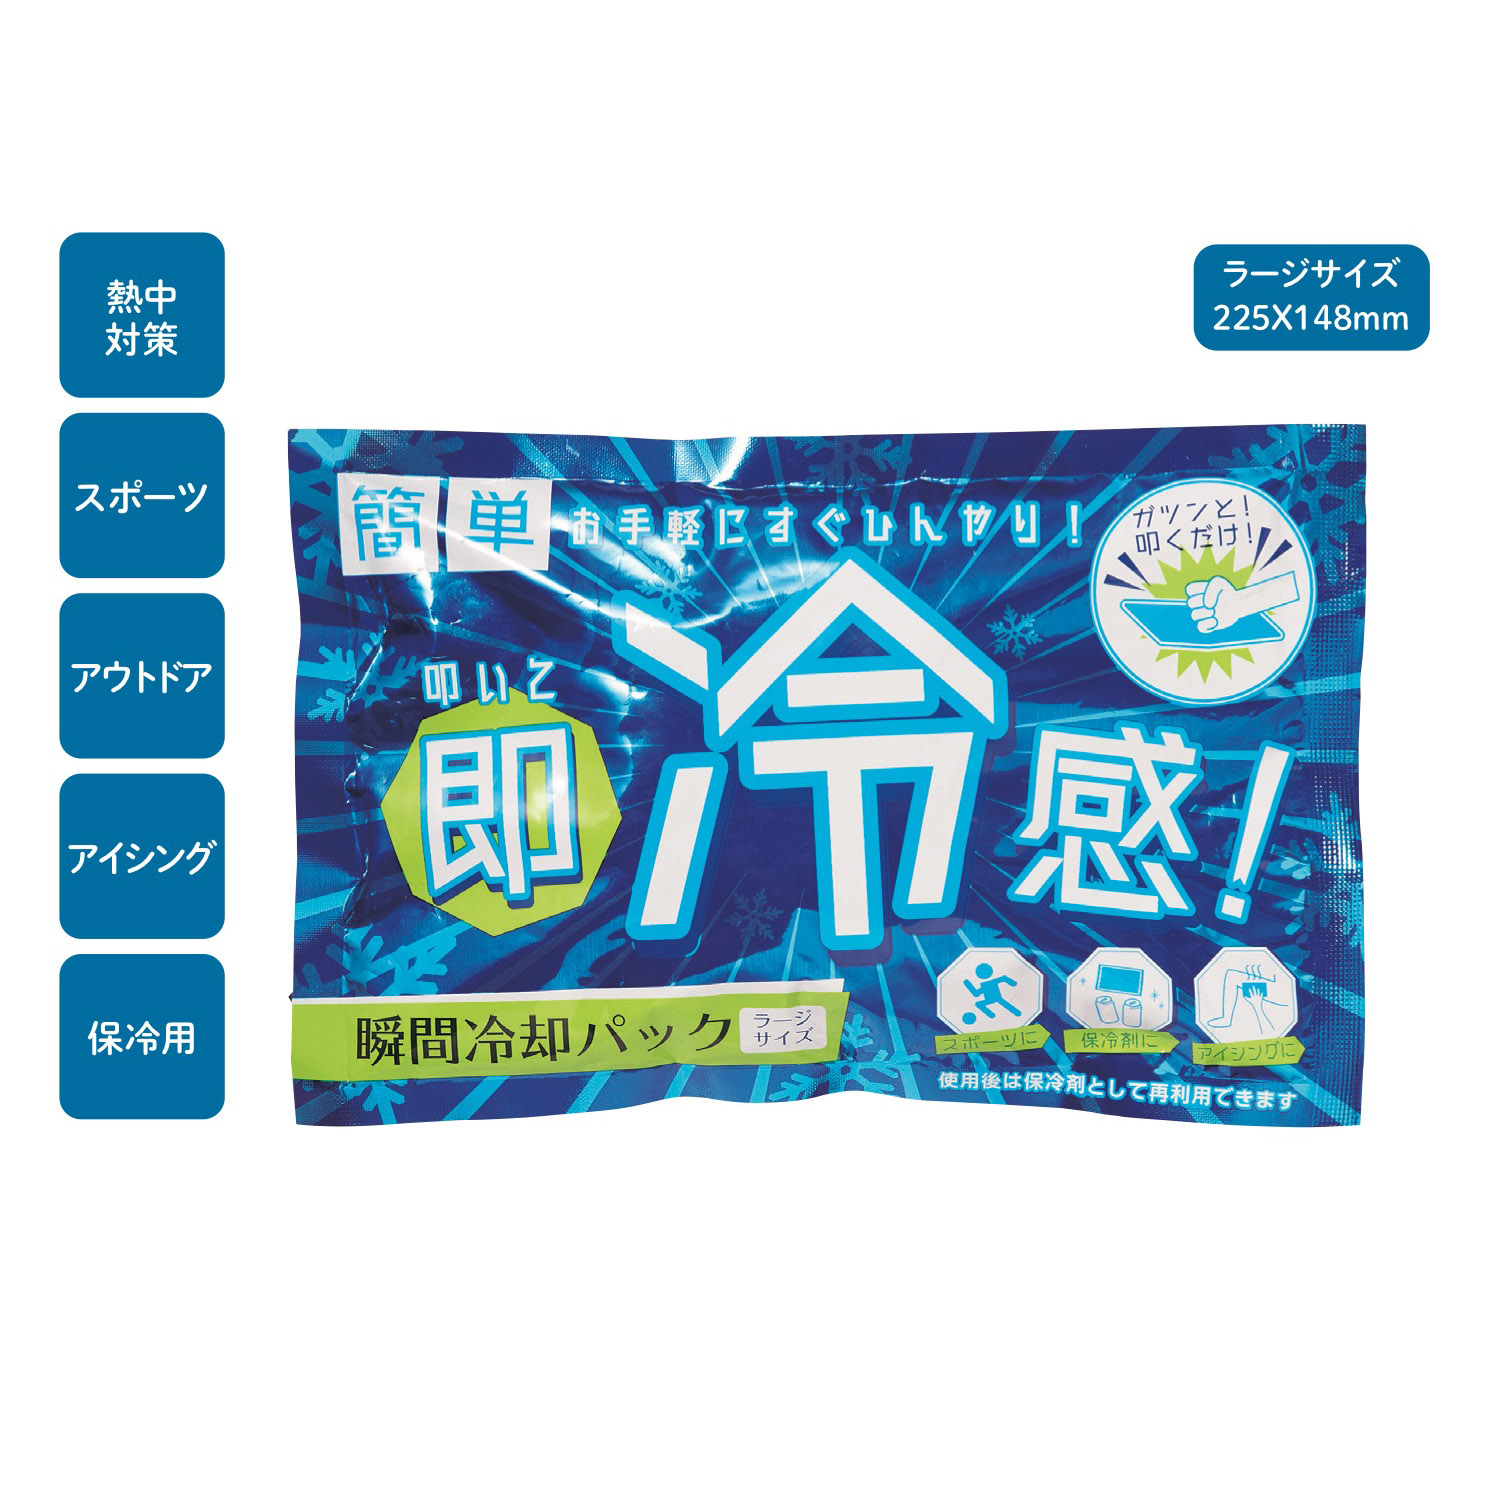 熱中
対策
スポーツ
アウトドア
アイシング
保冷用
ラージサイズ
225X148mm
簡単
お手軽にすぐひんやり！
ガツンと！
叩くだけ！
叩いて
即冷感！
瞬間冷却パック
ラージ
サイズ
スポーツに
保冷剤に
アイシングに
使用後は保冷剤として再利用できます